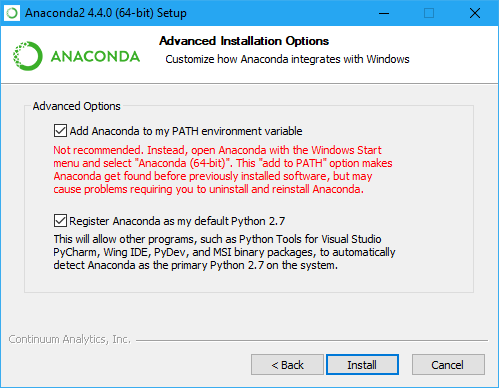 Anaconda2 4.4.0 (64-bit) Setup
ANACONDA
Advanced Installation Options
Customize how Anaconda integrates with Windows
Advanced Options
Add Anaconda to my PATH environment variable
Not recommended. Instead, open Anaconda with the Windows Start
menu and select "Anaconda (64-bit)". This "add to PATH" option makes
Anaconda get found before previously installed software, but may
cause problems requiring you to uninstall and reinstall Anaconda.
Register Anaconda as my default Python 2.7
This will allow other programs, such as Python Tools for Visual Studio
PyCharm, Wing IDE, PyDev, and MSI binary packages, to automatically
detect Anaconda as the primary Python 2.7 on the system.
Continuum Analytics, Inc.
< Back Install Cancel